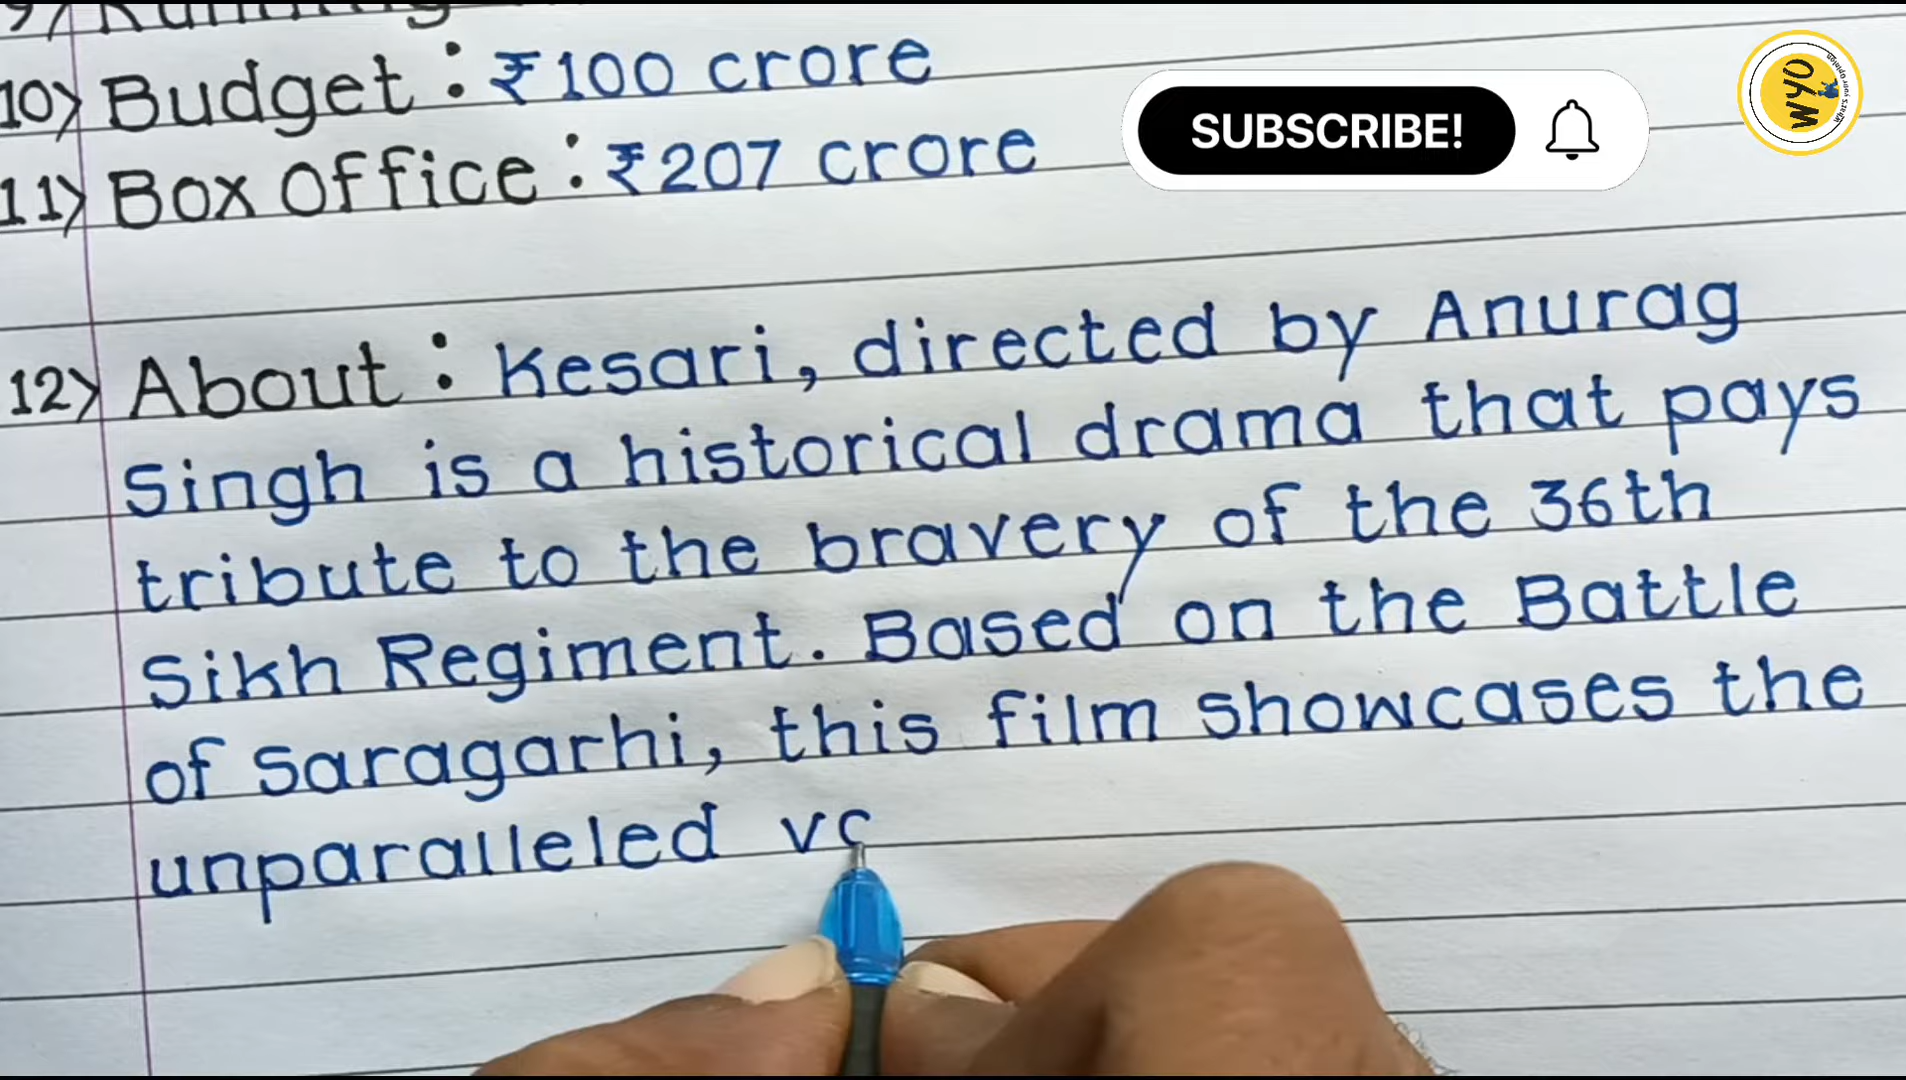 10) Budget : ₹100 crore
11) Box Office : ₹207 crore
SUBSCRIBE!
WYO
12) About : Kesari, directed by Anurag
Singh is a historical drama that pays
tribute to the bravery of the 36th
Sikh Regiment. Based on the Battle
of Saragarhi, this film showcases the
unparalleled